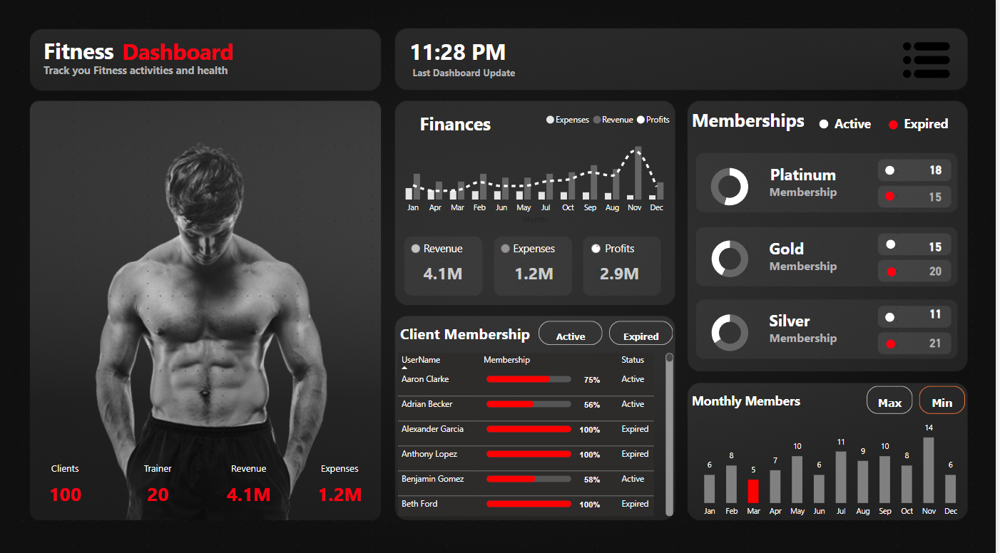 Fitness Dashboard
Track you Fitness activities and health
11:28 PM
Last Dashboard Update
Clients
Trainer
Revenue
Expenses
100
20
4.1M
1.2M
Finances
Expenses Revenue Profits
Jan Apr Mar Feb Jun May Jul Oct Sep Aug Nov Dec
Month
Revenue
4.1M
Expenses
1.2M
Profits
2.9M
Client Membership
Active
Expired
UserName Membership Status
Aaron Clarke 75% Active
Adrian Becker 56% Active
Alexander Garcia 100% Expired
Anthony Lopez 100% Expired
Benjamin Gomez 58% Active
Beth Ford 100% Expired
Memberships
Active Expired
Platinum
Membership
18
15
Gold
Membership
15
20
Silver
Membership
11
21
Monthly Members
Max
Min
6 8 5 7 10 6 11 9 10 8 14 6
Jan Feb Mar Apr May Jun Jul Aug Sep Oct Nov Dec